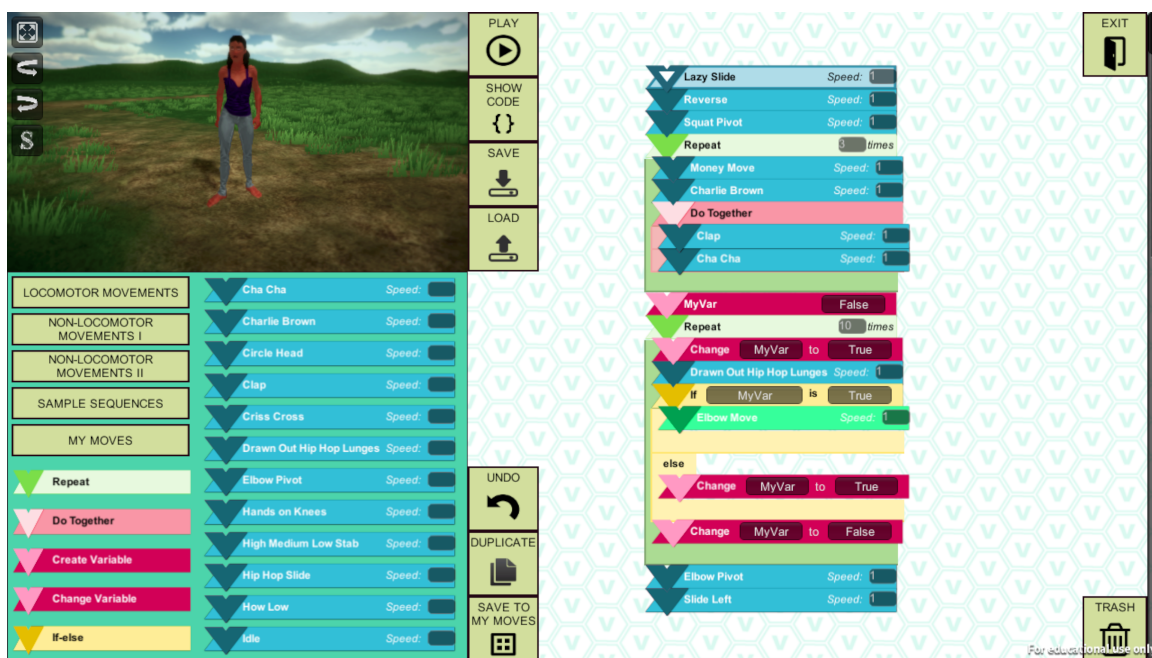 S
PLAY
SHOW
CODE
{ }
SAVE
LOAD
EXIT
LOCOMOTOR MOVEMENTS
NON-LOCOMOTOR
MOVEMENTS I
NON-LOCOMOTOR
MOVEMENTS II
SAMPLE SEQUENCES
MY MOVES
Repeat
Do Together
Create Variable
Change Variable
If-else
Cha Cha Speed:
Charlie Brown Speed:
Circle Head Speed:
Clap Speed:
Criss Cross Speed:
Drawn Out Hip Hop Lunges Speed:
Elbow Pivot Speed:
Hands on Knees Speed:
High Medium Low Stab Speed:
Hip Hop Slide Speed:
How Low Speed:
Idle Speed:
UNDO
DUPLICATE
SAVE TO
MY MOVES
Lazy Slide Speed: 1
Reverse Speed: 1
Squat Pivot Speed: 1
Repeat 3 times
Money Move Speed: 1
Charlie Brown Speed: 1
Do Together
Clap Speed: 1
Cha Cha Speed: 1
MyVar False
Repeat 10 times
Change MyVar to True
Drawn Out Hip Hop Lunges Speed: 1
If MyVar is True
Elbow Move Speed: 1
else
Change MyVar to True
Change MyVar to False
Elbow Pivot Speed: 1
Slide Left Speed: 1
TRASH
For educational use only